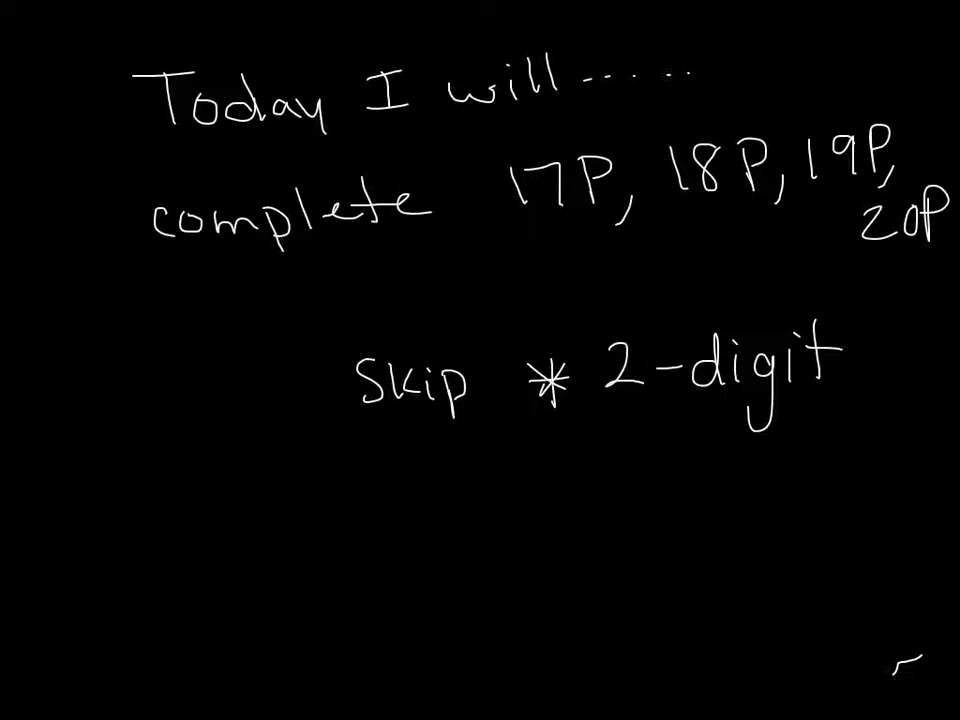 Today I will ......
complete 17P, 18P, 19P,
20P
Skip * 2-digit